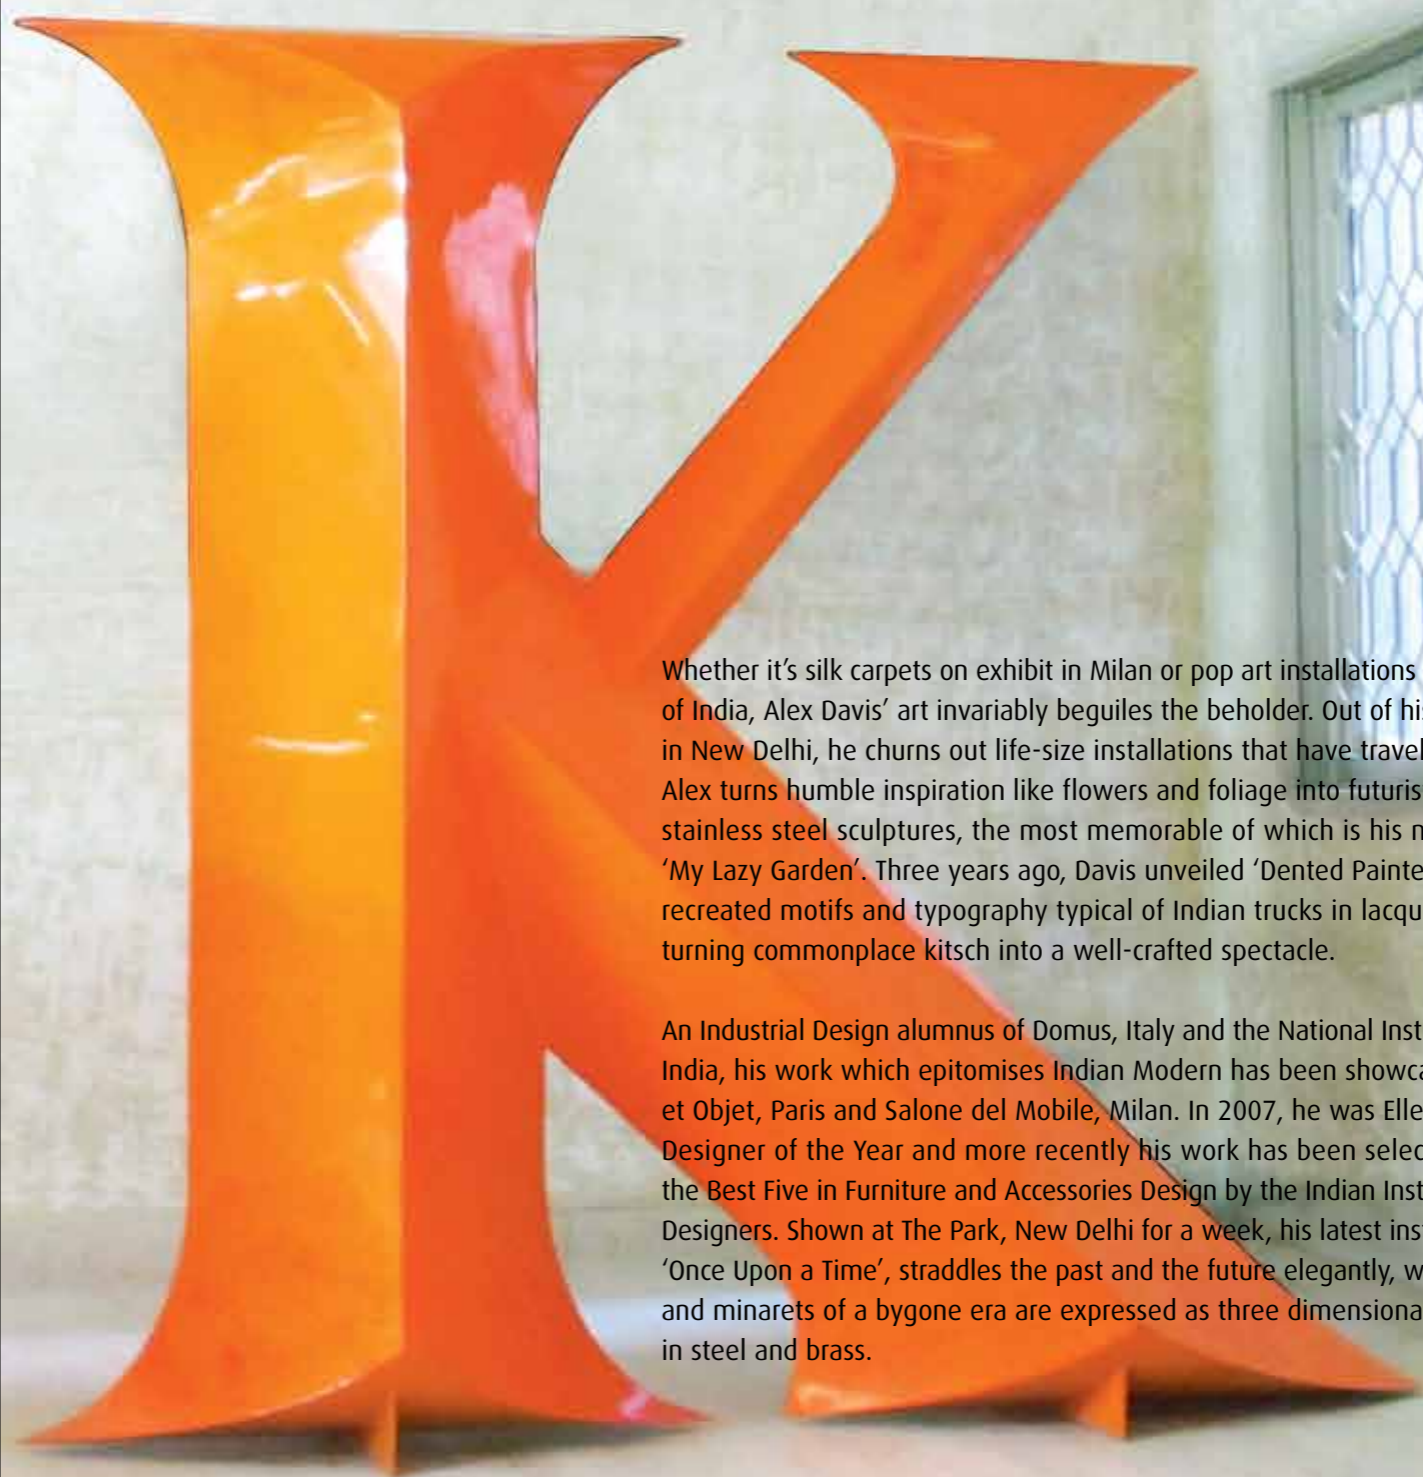 K
Whether it’s silk carpets on exhibit in Milan or pop art installations
of India, Alex Davis’ art invariably beguiles the beholder. Out of
in New Delhi, he churns out life-size installations that have
Alex turns humble inspiration like flowers and foliage into
stainless steel sculptures, the most memorable of which is his
‘My Lazy Garden’. Three years ago, Davis unveiled ‘Dented
recreated motifs and typography typical of Indian trucks in
turning commonplace kitsch into a well-crafted spectacle.
An Industrial Design alumnus of Domus, Italy and the National
India, his work which epitomises Indian Modern has been
et Objet, Paris and Salone del Mobile, Milan. In 2007, he was Elle
Designer of the Year and more recently his work has been
the Best Five in Furniture and Accessories Design by the Indian
Designers. Shown at The Park, New Delhi for a week, his latest
‘Once Upon a Time’, straddles the past and the future elegantly,
and minarets of a bygone era are expressed as three
in steel and brass.